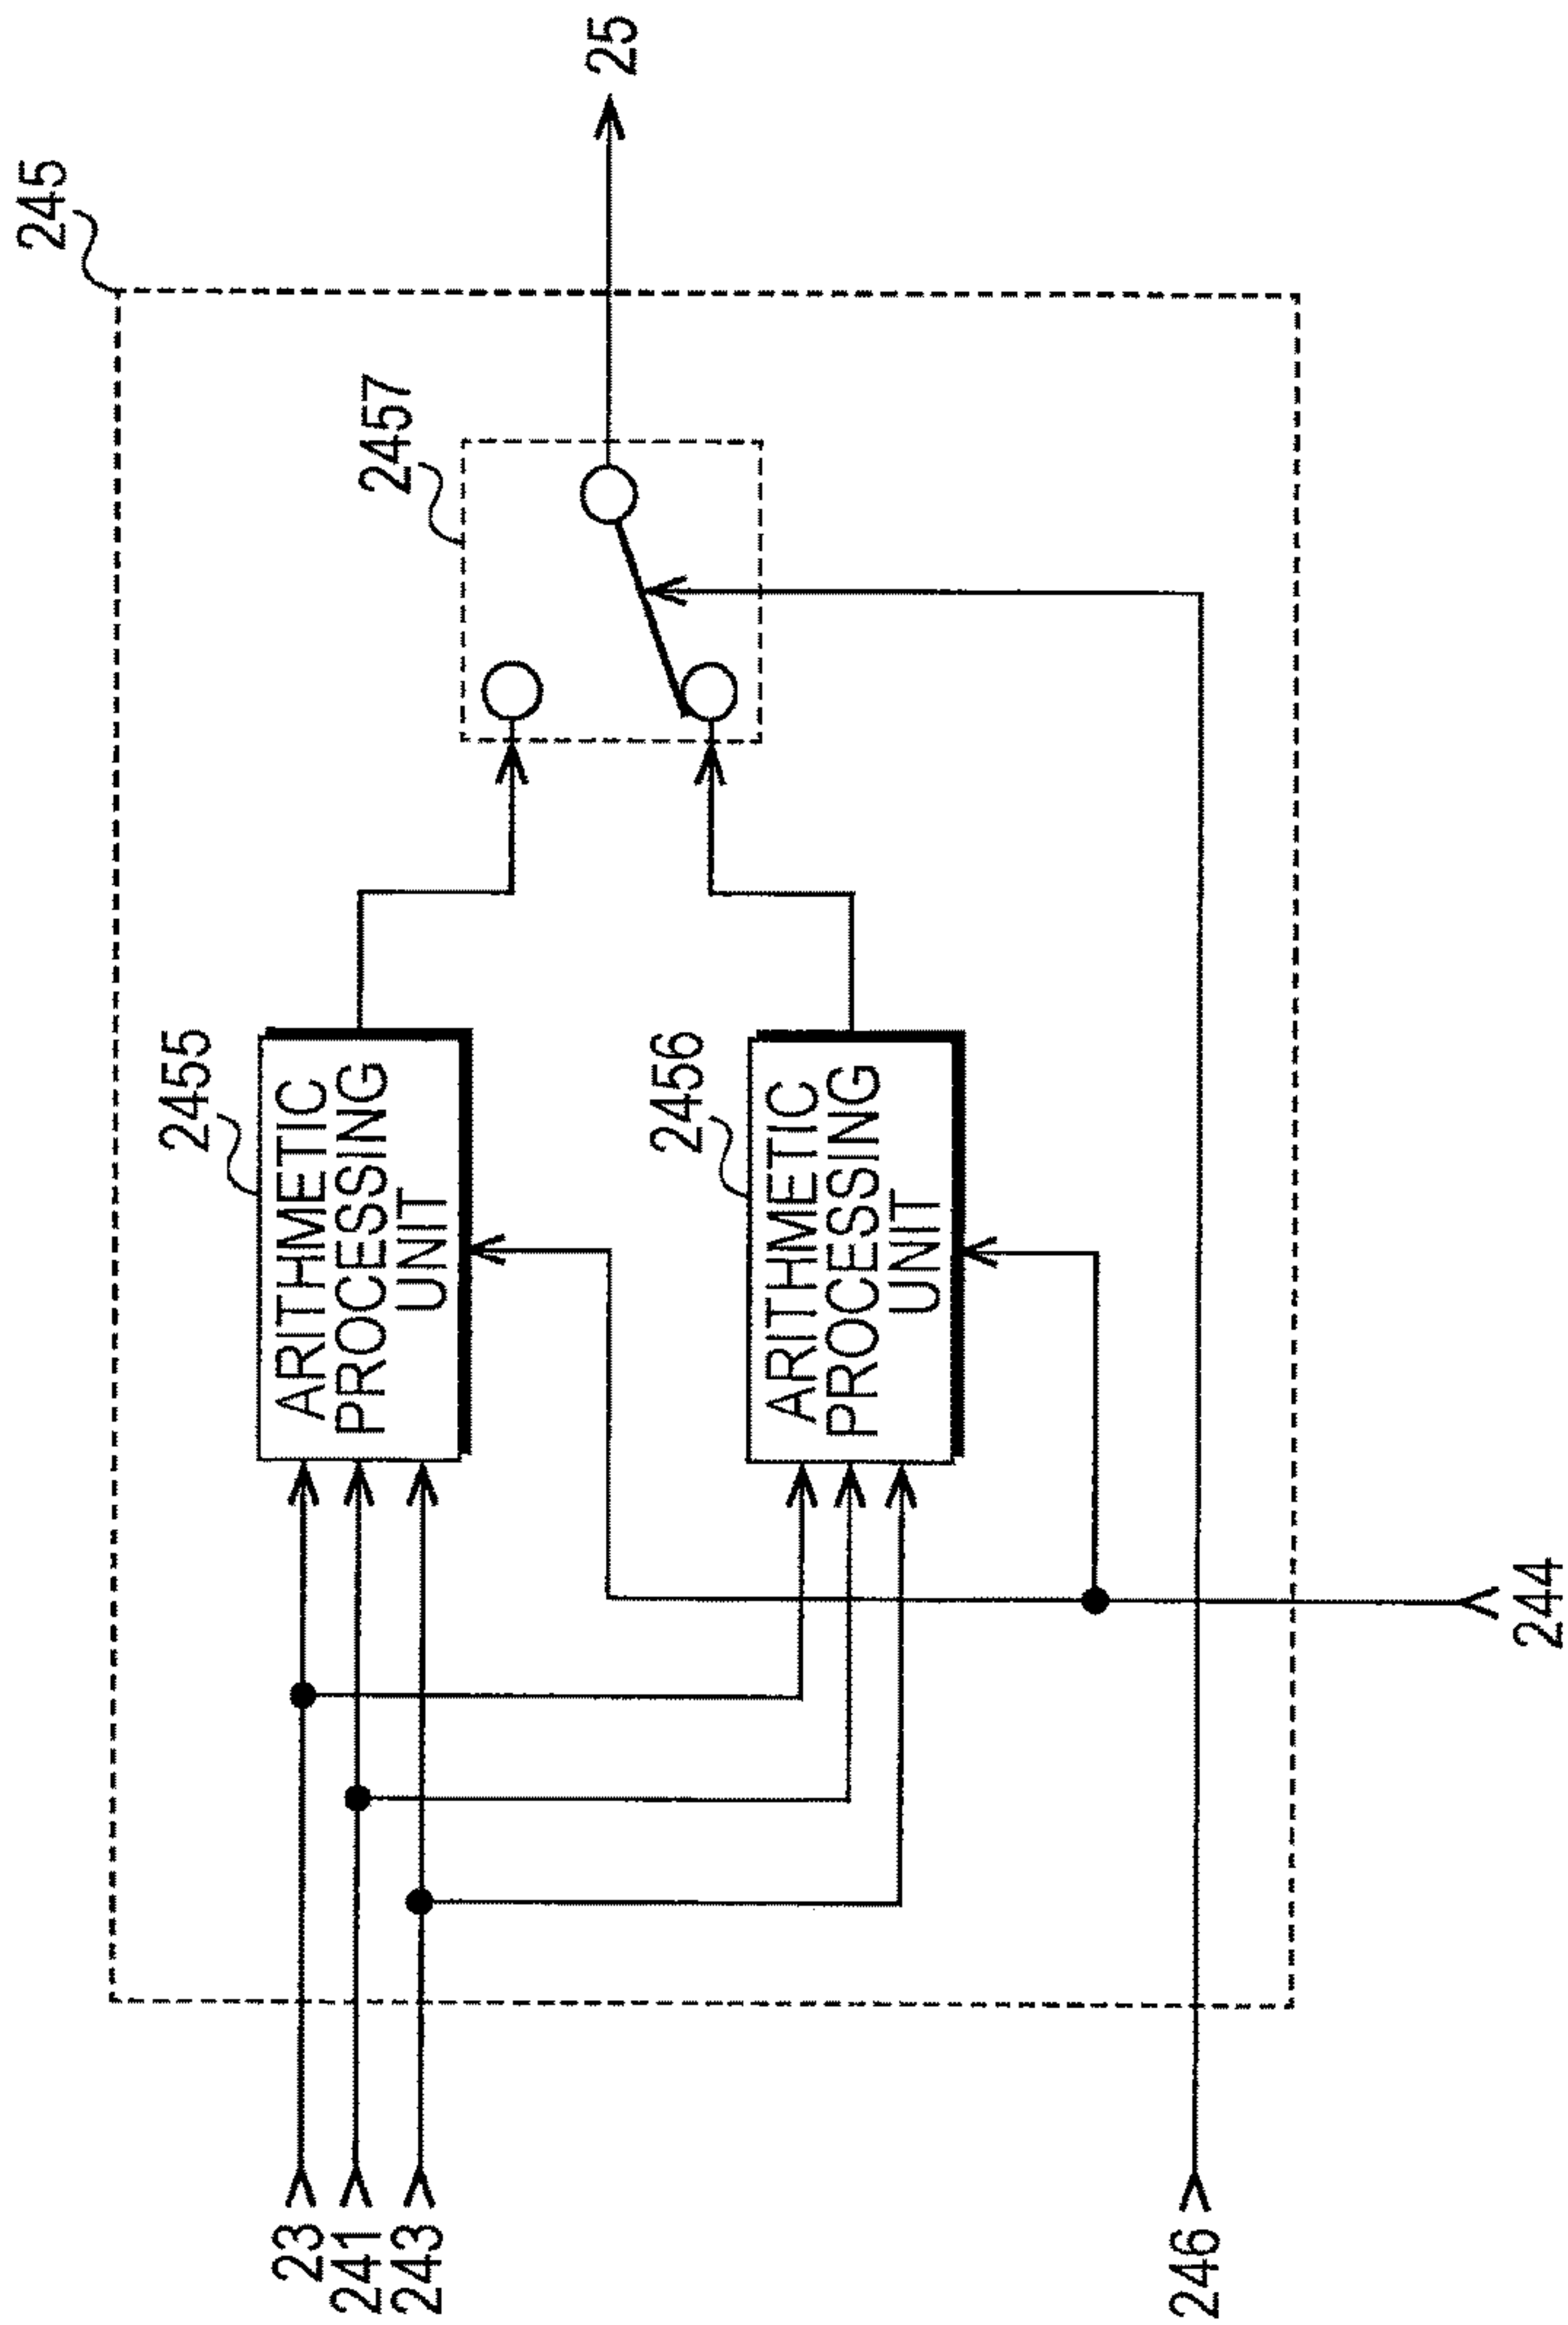 245
2457
25
2455
ARITHMETIC
PROCESSING
UNIT
2456
ARITHMETIC
PROCESSING
UNIT
23
241
243
246
244